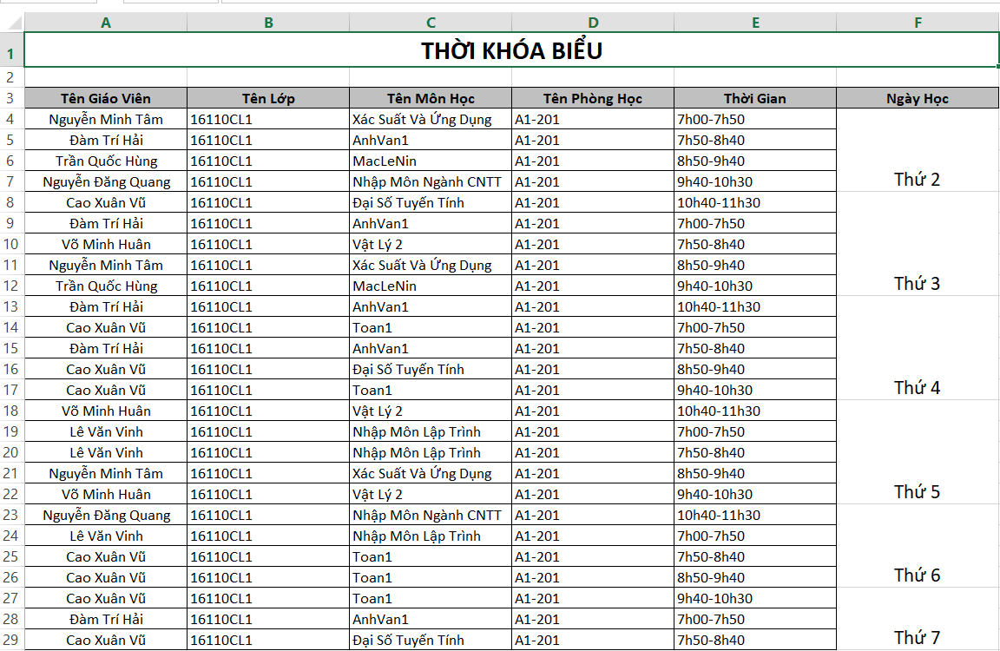 A B C D E F
1 THỜI KHÓA BIỂU
2
3 Tên Giáo Viên Tên Lớp Tên Môn Học Tên Phòng Học Thời Gian Ngày Học
4 Nguyễn Minh Tâm 16110CL1 Xác Suất Và Ứng Dụng A1-201 7h00-7h50
5 Đàm Trí Hải 16110CL1 AnhVan1 A1-201 7h50-8h40
6 Trần Quốc Hùng 16110CL1 MacLeNin A1-201 8h50-9h40
7 Nguyễn Đăng Quang 16110CL1 Nhập Môn Ngành CNTT A1-201 9h40-10h30 Thứ 2
8 Cao Xuân Vũ 16110CL1 Đại Số Tuyến Tính A1-201 10h40-11h30
9 Đàm Trí Hải 16110CL1 AnhVan1 A1-201 7h00-7h50
10 Võ Minh Huân 16110CL1 Vật Lý 2 A1-201 7h50-8h40
11 Nguyễn Minh Tâm 16110CL1 Xác Suất Và Ứng Dụng A1-201 8h50-9h40
12 Trần Quốc Hùng 16110CL1 MacLeNin A1-201 9h40-10h30 Thứ 3
13 Đàm Trí Hải 16110CL1 AnhVan1 A1-201 10h40-11h30
14 Cao Xuân Vũ 16110CL1 Toan1 A1-201 7h00-7h50
15 Đàm Trí Hải 16110CL1 AnhVan1 A1-201 7h50-8h40
16 Cao Xuân Vũ 16110CL1 Đại Số Tuyến Tính A1-201 8h50-9h40
17 Cao Xuân Vũ 16110CL1 Toan1 A1-201 9h40-10h30 Thứ 4
18 Võ Minh Huân 16110CL1 Vật Lý 2 A1-201 10h40-11h30
19 Lê Văn Vinh 16110CL1 Nhập Môn Lập Trình A1-201 7h00-7h50
20 Lê Văn Vinh 16110CL1 Nhập Môn Lập Trình A1-201 7h50-8h40
21 Nguyễn Minh Tâm 16110CL1 Xác Suất Và Ứng Dụng A1-201 8h50-9h40
22 Võ Minh Huân 16110CL1 Vật Lý 2 A1-201 9h40-10h30 Thứ 5
23 Nguyễn Đăng Quang 16110CL1 Nhập Môn Ngành CNTT A1-201 10h40-11h30
24 Lê Văn Vinh 16110CL1 Nhập Môn Lập Trình A1-201 7h00-7h50
25 Cao Xuân Vũ 16110CL1 Toan1 A1-201 7h50-8h40
26 Cao Xuân Vũ 16110CL1 Toan1 A1-201 8h50-9h40 Thứ 6
27 Cao Xuân Vũ 16110CL1 Toan1 A1-201 9h40-10h30
28 Đàm Trí Hải 16110CL1 AnhVan1 A1-201 7h00-7h50
29 Cao Xuân Vũ 16110CL1 Đại Số Tuyến Tính A1-201 7h50-8h40 Thứ 7